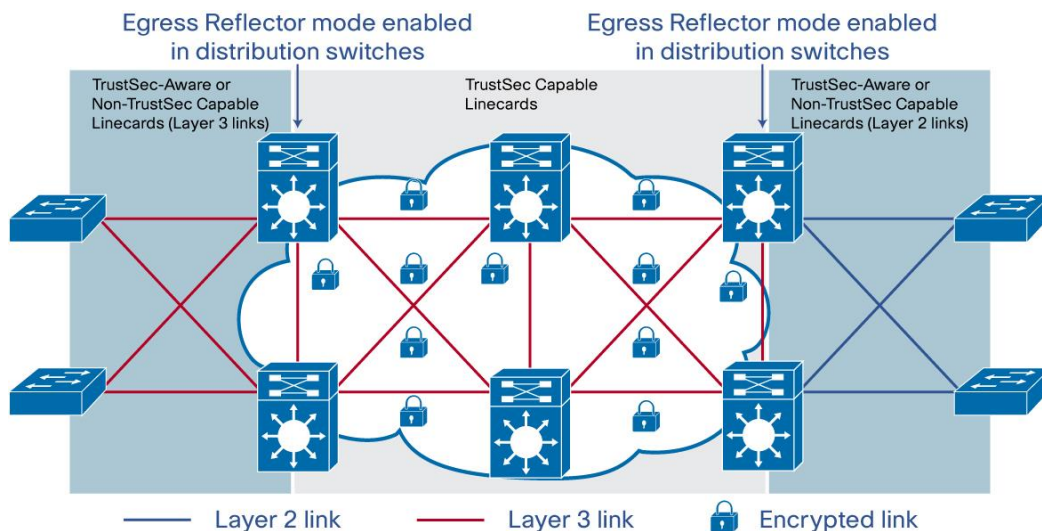 Egress Reflector mode enabled
in distribution switches
Egress Reflector mode enabled
in distribution switches
TrustSec-Aware or
Non-TrustSec Capable
Linecards (Layer 3 links)
TrustSec Capable
Linecards
TrustSec-Aware or
Non-TrustSec Capable
Linecards (Layer 2 links)
Layer 2 link
Layer 3 link
Encrypted link